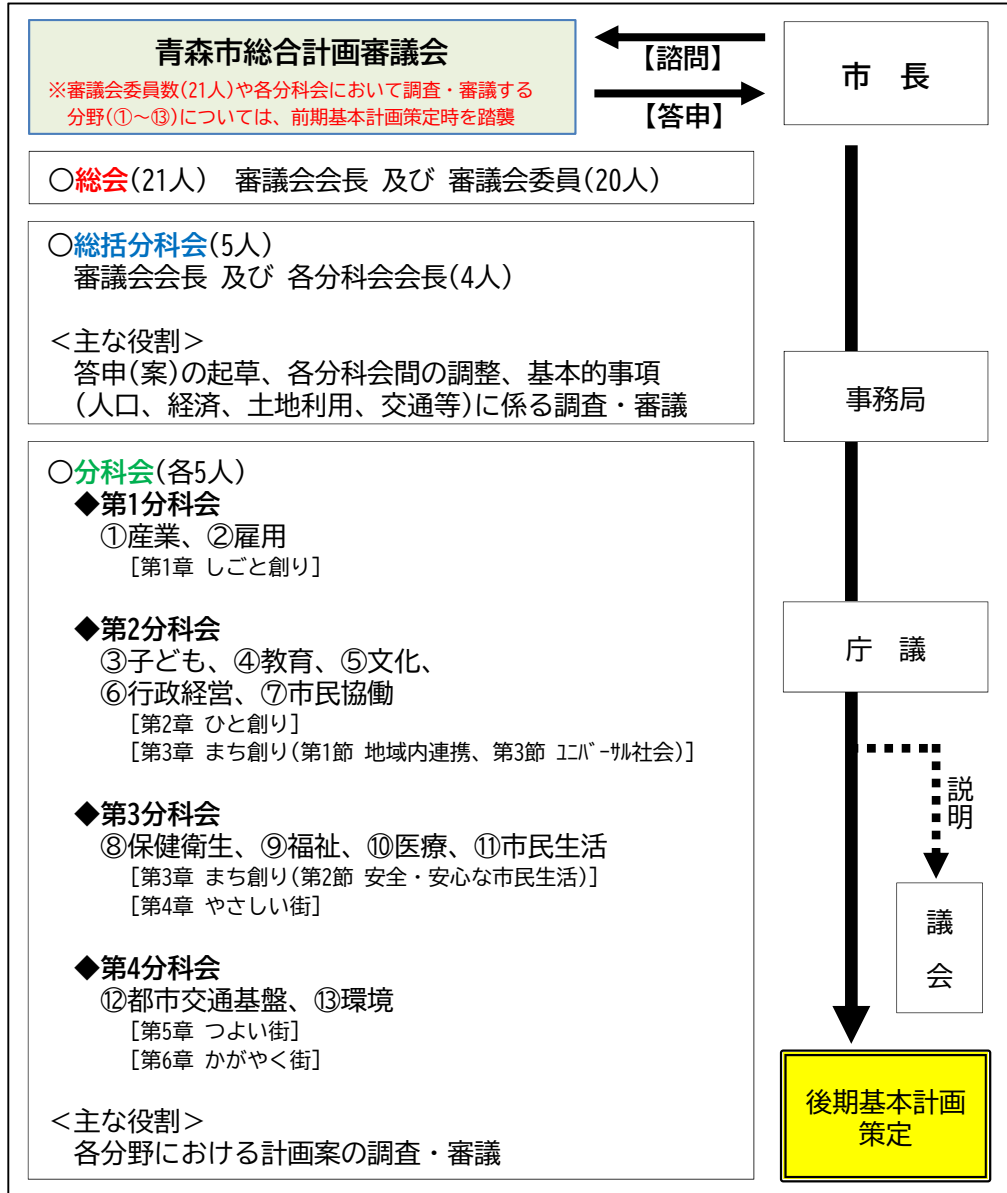 青森市総合計画審議会
※審議会委員数(21人)や各分科会において調査・審議する
分野(①～⑬)については、前期基本計画策定時を踏襲
【諮問】
【答申】
市　長
○総会(21人)　審議会会長 及び 審議会委員(20人)
○総括分科会(5人)
審議会会長 及び 各分科会会長(4人)
＜主な役割＞
答申(案)の起草、各分科会間の調整、基本的事項
(人口、経済、土地利用、交通等)に係る調査・審議
事務局
○分科会(各5人)
◆第1分科会
①産業、②雇用
[第1章 しごと創り]
◆第2分科会
③子ども、④教育、⑤文化、
⑥行政経営、⑦市民協働
[第2章 ひと創り]
[第3章 まち創り(第1節 地域内連携、第3節 ﾕﾆﾊﾞｰｻﾙ社会)]
◆第3分科会
⑧保健衛生、⑨福祉、⑩医療、⑪市民生活
[第3章 まち創り(第2節 安全・安心な市民生活)]
[第4章 やさしい街]
◆第4分科会
⑫都市交通基盤、⑬環境
[第5章 つよい街]
[第6章 かがやく街]
＜主な役割＞
各分野における計画案の調査・審議
庁　議
説明
議会
後期基本計画
策定